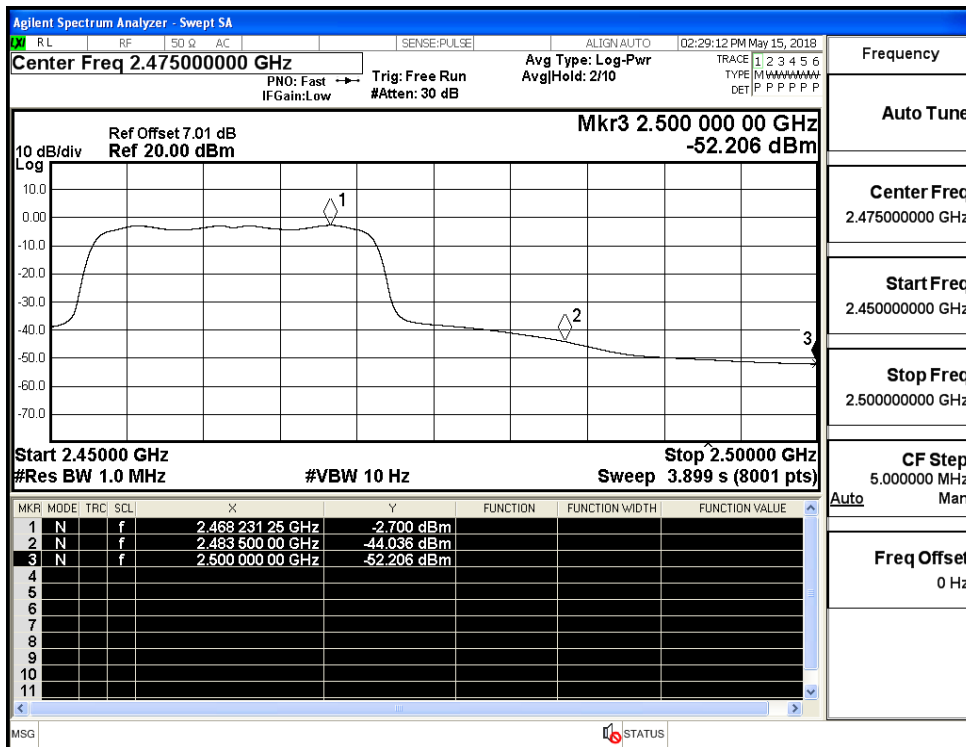 Agilent Spectrum Analyzer - Swept SA
LXI RL RF 50 Ω AC SENSE:PULSE ALIGN AUTO 02:29:12 PM May 15, 2018
Center Freq 2.475000000 GHz
PNO: Fast
IFGain:Low
Trig: Free Run
#Atten: 30 dB
Avg Type: Log-Pwr
Avg|Hold: 2/10
TRACE 1 2 3 4 5 6
TYPE M
DET P P P P P P
Ref Offset 7.01 dB
10 dB/div Ref 20.00 dBm
Log
Mkr3 2.500 000 00 GHz
-52.206 dBm
10.0
0.00
-10.0
-20.0
-30.0
-40.0
-50.0
-60.0
-70.0
1
2
3
Start 2.45000 GHz Stop 2.50000 GHz
#Res BW 1.0 MHz #VBW 10 Hz Sweep 3.899 s (8001 pts)
MKR MODE TRC SCL X Y FUNCTION FUNCTION WIDTH FUNCTION VALUE
1 N f 2.468 231 25 GHz -2.700 dBm
2 N f 2.483 500 00 GHz -44.036 dBm
3 N f 2.500 000 00 GHz -52.206 dBm
4
5
6
7
8
9
10
11
MSG STATUS
Frequency
Auto Tune
Center Freq
2.475000000 GHz
Start Freq
2.450000000 GHz
Stop Freq
2.500000000 GHz
CF Step
5.000000 MHz
Auto Man
Freq Offset
0 Hz